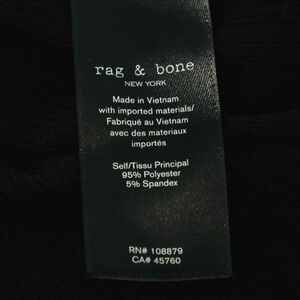 rag & bone
NEW YORK
Made in Vietnam
with imported materials/
Fabriqué au Vietnam
avec des materiaux
importés
Self/Tissu Principal
95% Polyester
5% Spandex
RN# 108879
CA# 45760